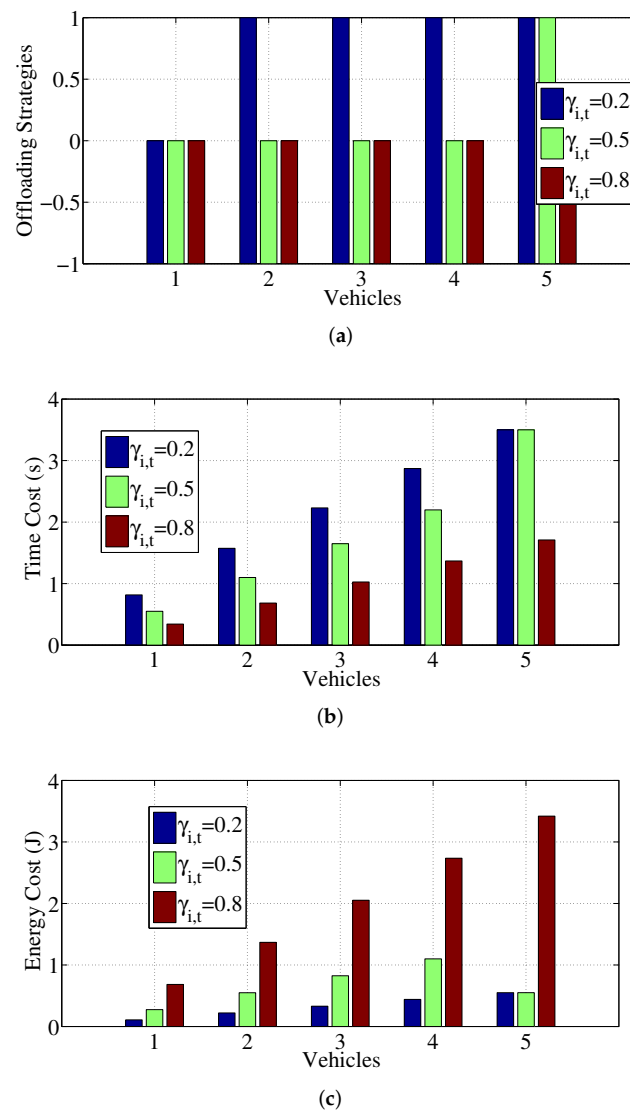 1
0.5
0
−0.5
−1
Offloading Strategies
γi,t=0.2
γi,t=0.5
γi,t=0.8
1 2 3 4 5
Vehicles
(a)
4
3
2
1
0
Time Cost (s)
γi,t=0.2
γi,t=0.5
γi,t=0.8
1 2 3 4 5
Vehicles
(b)
4
3
2
1
0
Energy Cost (J)
γi,t=0.2
γi,t=0.5
γi,t=0.8
1 2 3 4 5
Vehicles
(c)